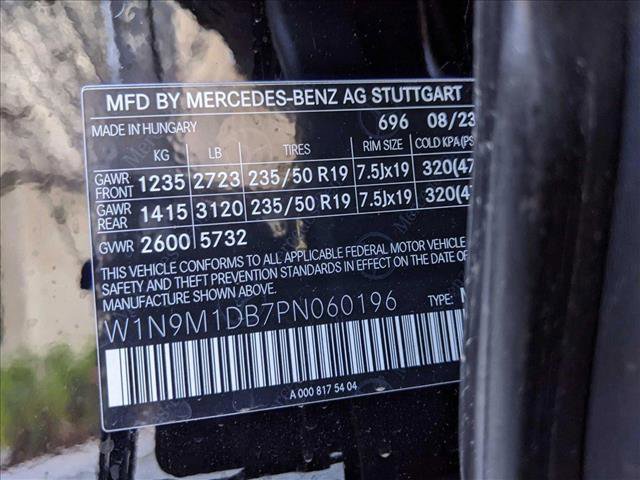 MFD BY MERCEDES-BENZ AG STUTTGART
MADE IN HUNGARY 696 08/23
KG LB TIRES RIM SIZE COLD KPA(PS
GAWR FRONT 1235 2723 235/50 R19 7.5Jx19 320(47
GAWR REAR 1415 3120 235/50 R19 7.5Jx19 320(47
GVWR 2600 5732
THIS VEHICLE CONFORMS TO ALL APPLICABLE FEDERAL MOTOR VEHICLE
SAFETY AND THEFT PREVENTION STANDARDS IN EFFECT ON THE DATE OF
MANUFACTURE SHOWN ABOVE.
W1N9M1DB7PN060196 TYPE:
A 000 817 54 04